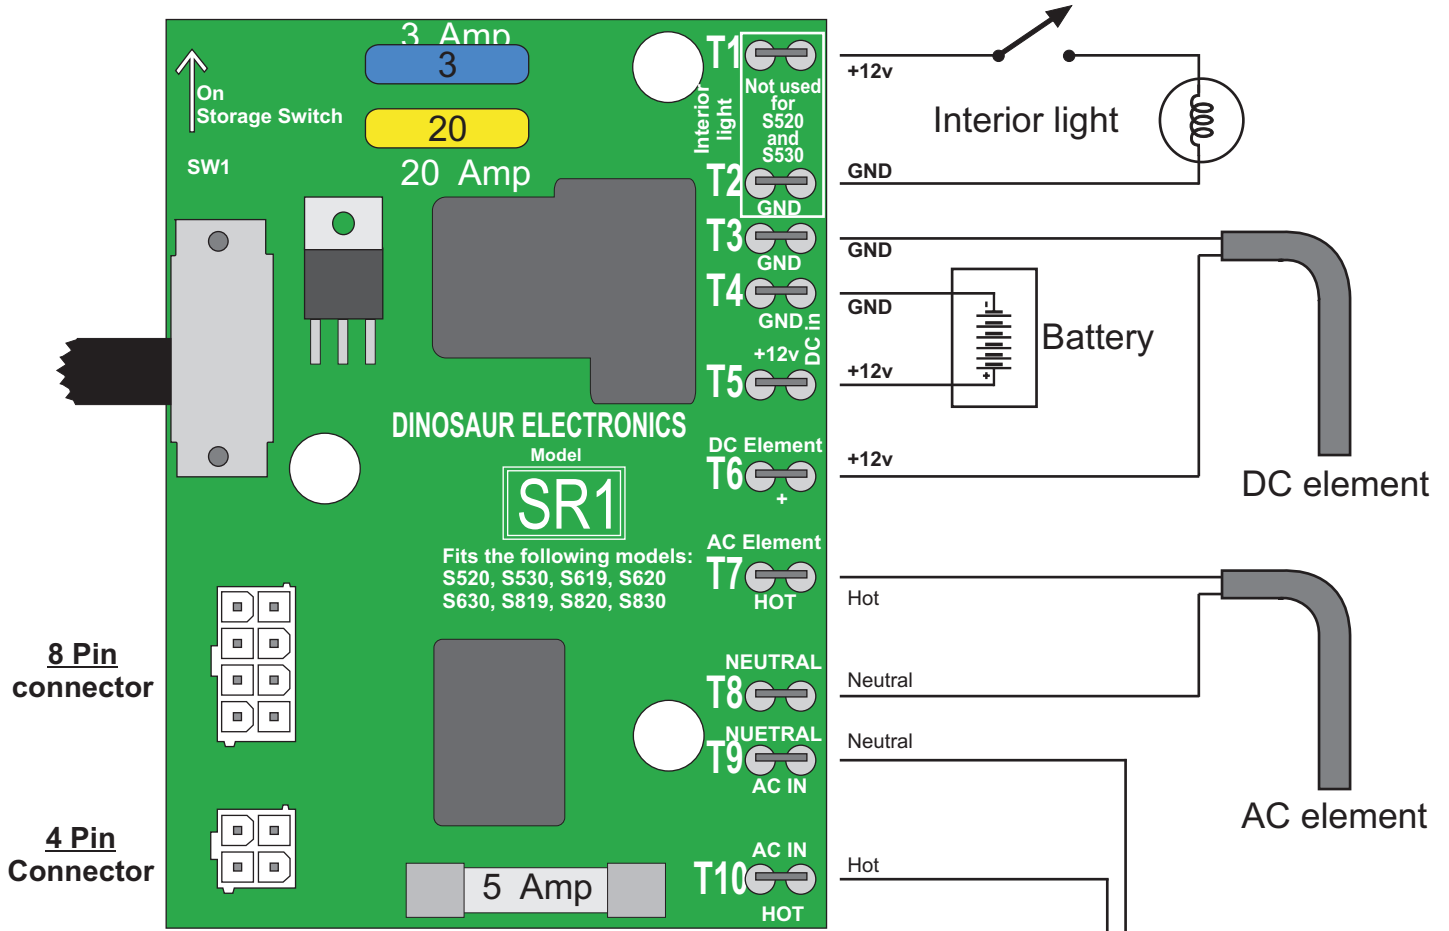 3 Amp
3
20
20 Amp
On
Storage Switch
SW1
T1
Interior
light
Not used
for
S520
and
S530
T2
GND
T3
GND
T4
GND
DC in
+12v
T5
DINOSAUR ELECTRONICS
Model
SR1
Fits the following models:
S520, S530, S619, S620
S630, S819, S820, S830
DC Element
T6
+
AC Element
T7
HOT
NEUTRAL
T8
NUETRAL
T9
AC IN
AC IN
T10
HOT
5 Amp
8 Pin
connector
4 Pin
Connector
+12v
Interior light
GND
GND
GND
-
Battery
+
+12v
+12v
DC element
Hot
Neutral
Neutral
AC element
Hot